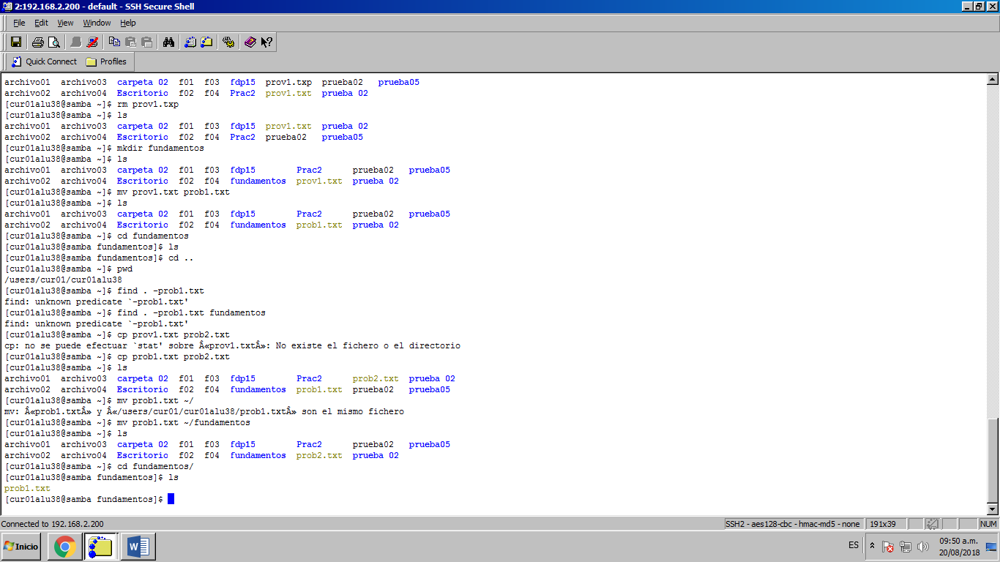 2:192.168.2.200 - default - SSH Secure Shell
File Edit View Window Help
Quick Connect Profiles
archivo01 archivo03 carpeta 02 f01 f03 fdp15 prov1.txp prueba02 prueba05
archivo02 archivo04 Escritorio f02 f04 Prac2 prov1.txt prueba 02
[cur01alu38@samba ~]$ rm prov1.txp
[cur01alu38@samba ~]$ ls
archivo01 archivo03 carpeta 02 f01 f03 fdp15 prov1.txt prueba 02
archivo02 archivo04 Escritorio f02 f04 Prac2 prueba02 prueba05
[cur01alu38@samba ~]$ mkdir fundamentos
[cur01alu38@samba ~]$ ls
archivo01 archivo03 carpeta 02 f01 f03 fdp15 Prac2 prueba02 prueba05
archivo02 archivo04 Escritorio f02 f04 fundamentos prov1.txt prueba 02
[cur01alu38@samba ~]$ mv prov1.txt prob1.txt
[cur01alu38@samba ~]$ ls
archivo01 archivo03 carpeta 02 f01 f03 fdp15 Prac2 prueba02 prueba05
archivo02 archivo04 Escritorio f02 f04 fundamentos prob1.txt prueba 02
[cur01alu38@samba ~]$ cd fundamentos
[cur01alu38@samba fundamentos]$ ls
[cur01alu38@samba fundamentos]$ cd ..
[cur01alu38@samba ~]$ pwd
/users/cur01/cur01alu38
[cur01alu38@samba ~]$ find . -prob1.txt
find: unknown predicate `-prob1.txt'
[cur01alu38@samba ~]$ find . -prob1.txt fundamentos
find: unknown predicate `-prob1.txt'
[cur01alu38@samba ~]$ cp prov1.txt prob2.txt
cp: no se puede efectuar `stat' sobre Â«prov1.txtÂ»: No existe el fichero o el directorio
[cur01alu38@samba ~]$ cp prob1.txt prob2.txt
[cur01alu38@samba ~]$ ls
archivo01 archivo03 carpeta 02 f01 f03 fdp15 Prac2 prob2.txt prueba 02
archivo02 archivo04 Escritorio f02 f04 fundamentos prob1.txt prueba02 prueba05
[cur01alu38@samba ~]$ mv prob1.txt ~/
mv: Â«prob1.txtÂ» y Â«/users/cur01/cur01alu38/prob1.txtÂ» son el mismo fichero
[cur01alu38@samba ~]$ mv prob1.txt ~/fundamentos
[cur01alu38@samba ~]$ ls
archivo01 archivo03 carpeta 02 f01 f03 fdp15 Prac2 prueba02 prueba05
archivo02 archivo04 Escritorio f02 f04 fundamentos prob2.txt prueba 02
[cur01alu38@samba ~]$ cd fundamentos/
[cur01alu38@samba fundamentos]$ ls
prob1.txt
[cur01alu38@samba fundamentos]$
Connected to 192.168.2.200 SSH2 - aes128-cbc - hmac-md5 - none 191x39 NUM
Inicio ES 09:50 a.m.
20/08/2018